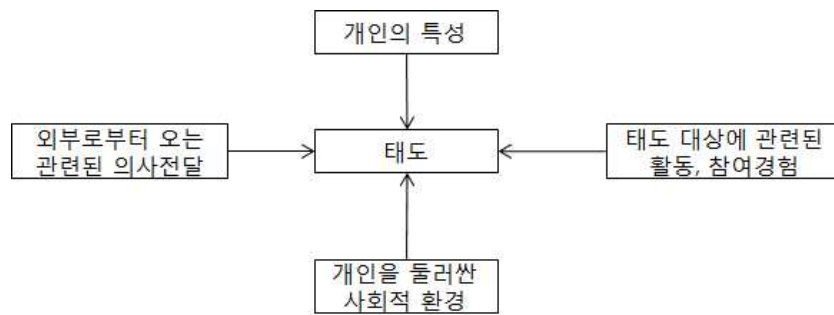 개인의 특성
외부로부터 오는
관련된 의사전달
태도
태도 대상에 관련된
활동, 참여경험
개인을 둘러싼
사회적 환경